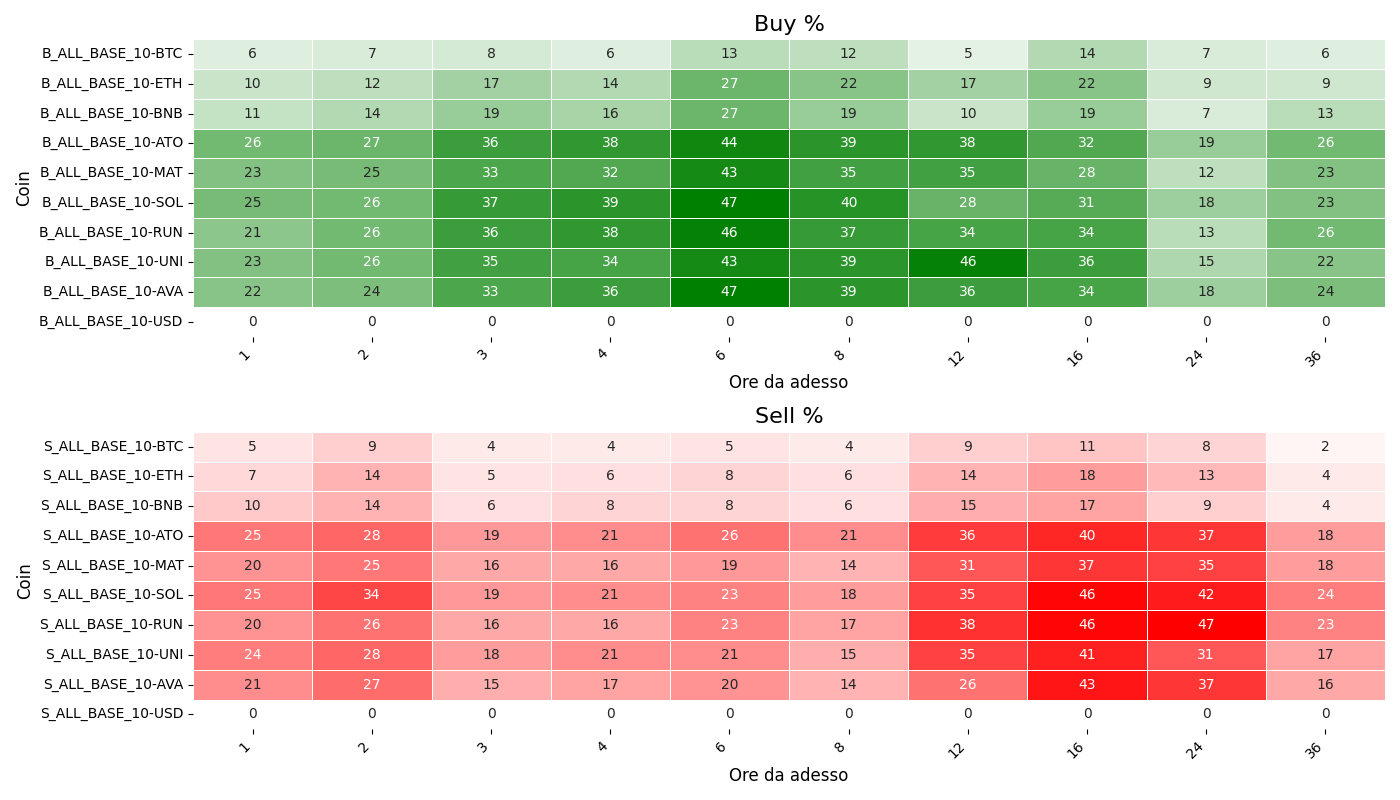 Buy %
Coin
B_ALL_BASE_10-BTC 6 7 8 6 13 12 5 14 7 6
B_ALL_BASE_10-ETH 10 12 17 14 27 22 17 22 9 9
B_ALL_BASE_10-BNB 11 14 19 16 27 19 10 19 7 13
B_ALL_BASE_10-ATO 26 27 36 38 44 39 38 32 19 26
B_ALL_BASE_10-MAT 23 25 33 32 43 35 35 28 12 23
B_ALL_BASE_10-SOL 25 26 37 39 47 40 28 31 18 23
B_ALL_BASE_10-RUN 21 26 36 38 46 37 34 34 13 26
B_ALL_BASE_10-UNI 23 26 35 34 43 39 46 36 15 22
B_ALL_BASE_10-AVA 22 24 33 36 47 39 36 34 18 24
B_ALL_BASE_10-USD 0 0 0 0 0 0 0 0 0 0
1 2 3 4 6 8 12 16 24 36
Ore da adesso
Sell %
Coin
S_ALL_BASE_10-BTC 5 9 4 4 5 4 9 11 8 2
S_ALL_BASE_10-ETH 7 14 5 6 8 6 14 18 13 4
S_ALL_BASE_10-BNB 10 14 6 8 8 6 15 17 9 4
S_ALL_BASE_10-ATO 25 28 19 21 26 21 36 40 37 18
S_ALL_BASE_10-MAT 20 25 16 16 19 14 31 37 35 18
S_ALL_BASE_10-SOL 25 34 19 21 23 18 35 46 42 24
S_ALL_BASE_10-RUN 20 26 16 16 23 17 38 46 47 23
S_ALL_BASE_10-UNI 24 28 18 21 21 15 35 41 31 17
S_ALL_BASE_10-AVA 21 27 15 17 20 14 26 43 37 16
S_ALL_BASE_10-USD 0 0 0 0 0 0 0 0 0 0
1 2 3 4 6 8 12 16 24 36
Ore da adesso